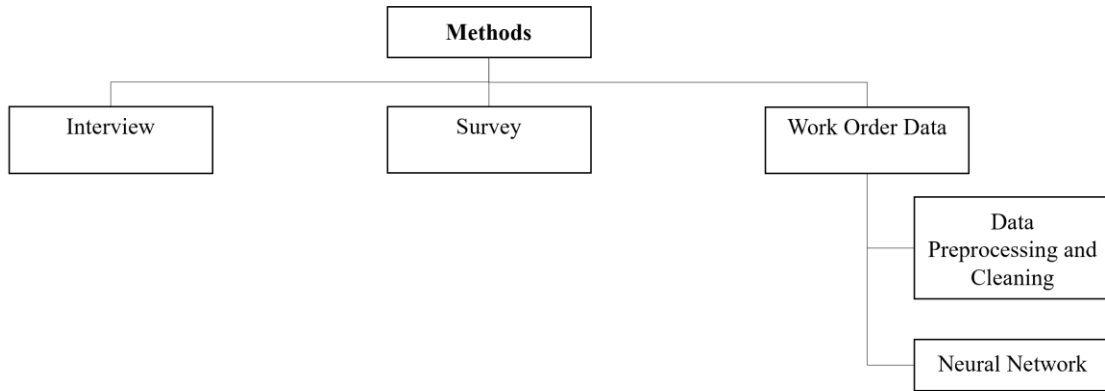 Methods
Interview
Survey
Work Order Data
Data
Preprocessing and
Cleaning
Neural Network